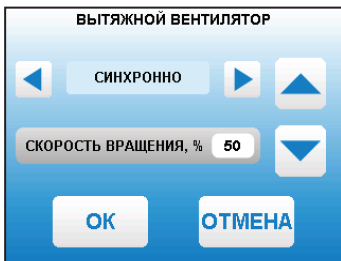 ВЫТЯЖНОЙ ВЕНТИЛЯТОР
СИНХРОННО
СКОРОСТЬ ВРАЩЕНИЯ, % 50
ОК ОТМЕНА